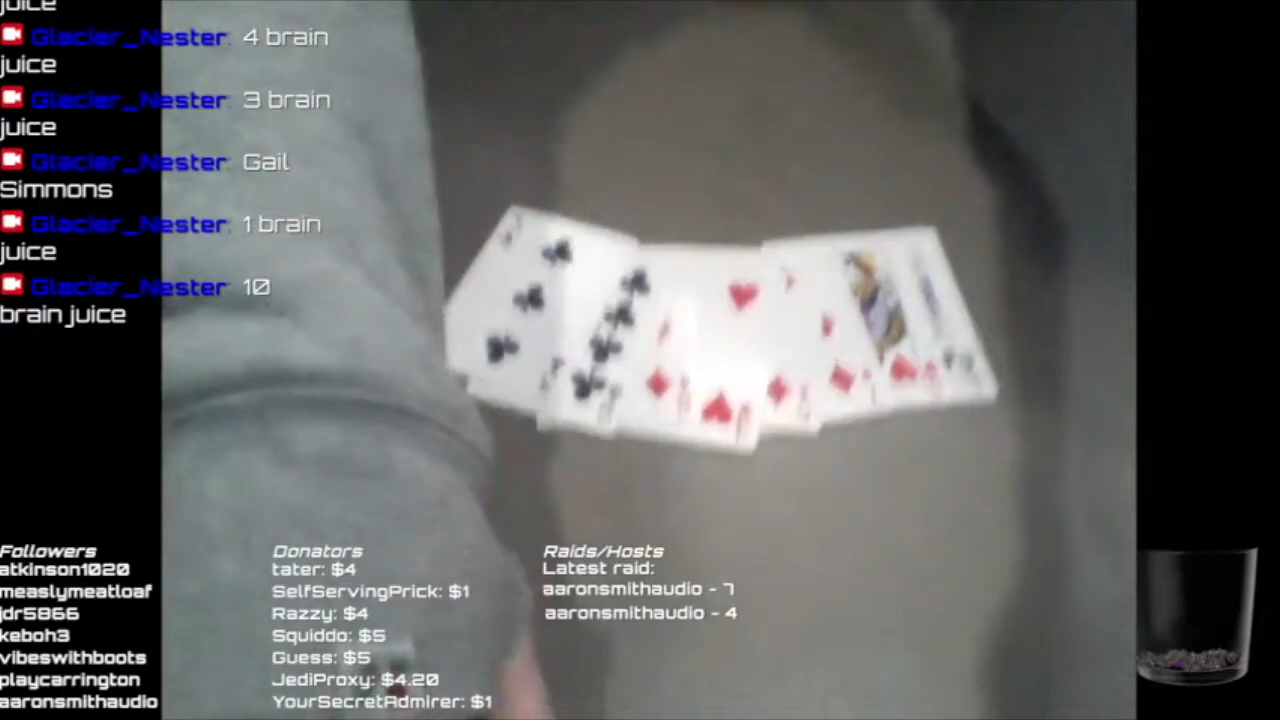 juice
Glacier_Nester: 4 brain
juice
Glacier_Nester: 3 brain
juice
Glacier_Nester: Gail
Simmons
Glacier_Nester: 1 brain
juice
Glacier_Nester: 10
brain juice
Followers
atkinson1020
measlymeatloaf
jdr5866
keboh3
vibeswithboots
playcarrington
aaronsmithaudio
Donators
tater: $4
SelfServingPrick: $1
Razzy: $4
Squiddo: $5
Guess: $5
JediProxy: $4.20
YourSecretAdmirer: $1
Raids/Hosts
Latest raid:
aaronsmithaudio - 7
aaronsmithaudio - 4